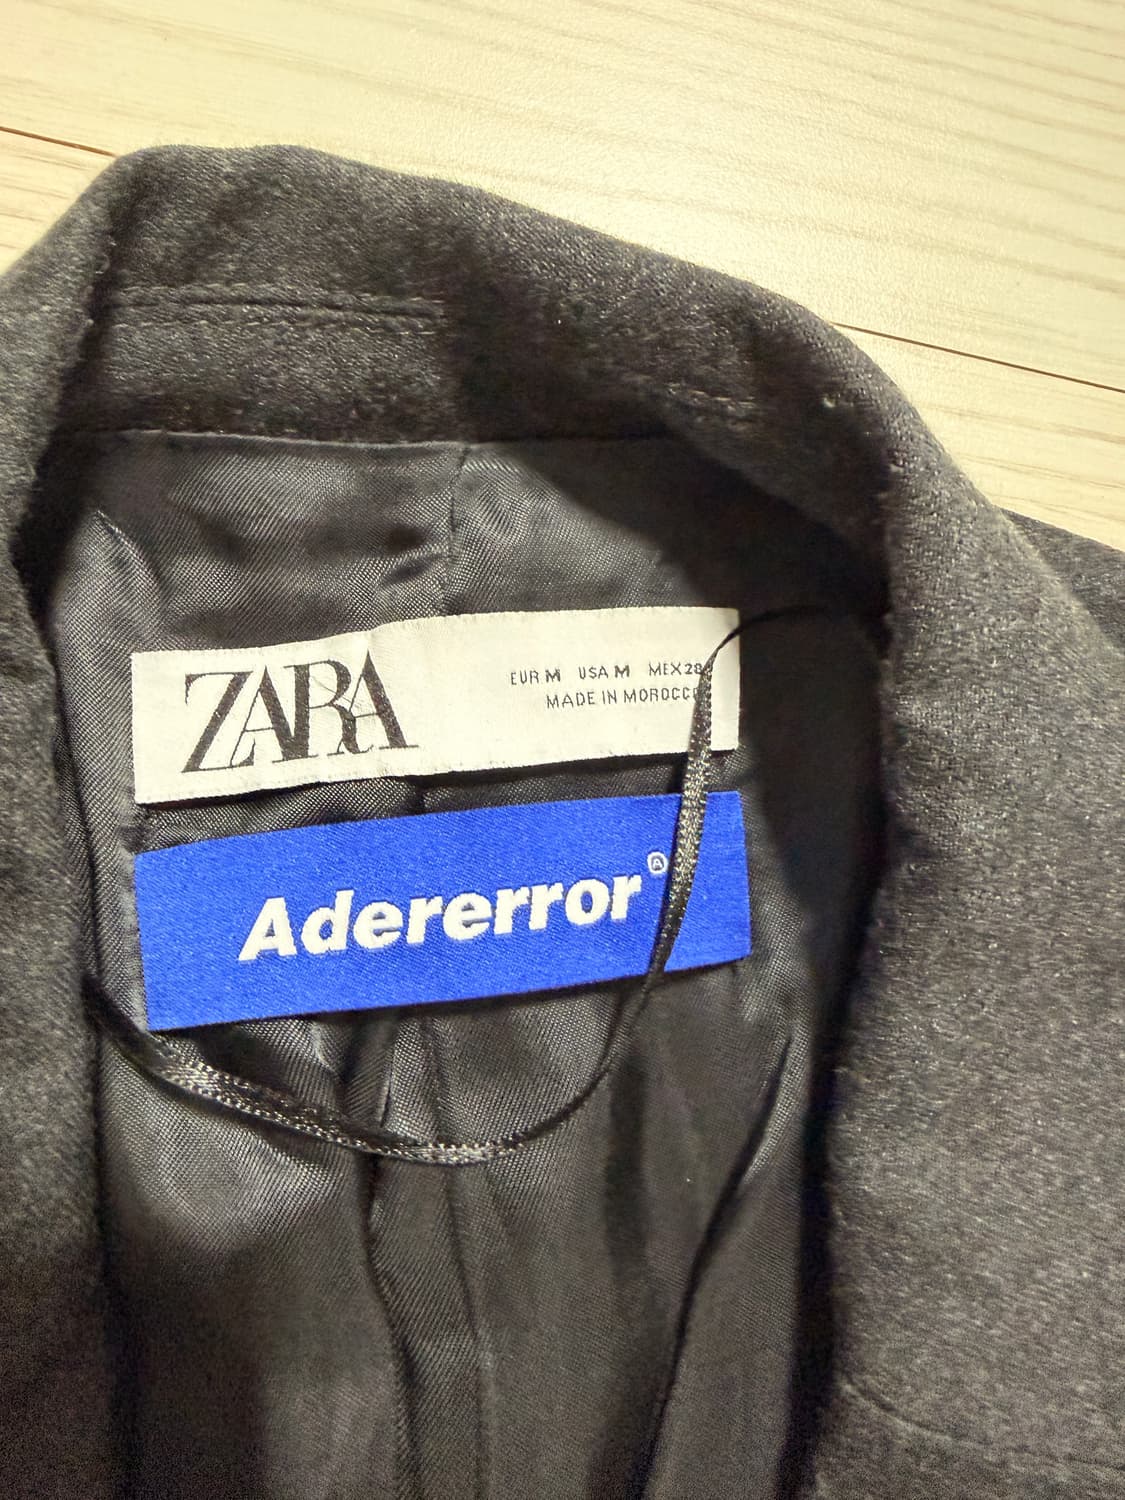 ZARA
EUR M USA M MEX 28
MADE IN MOROCCO
Adererror